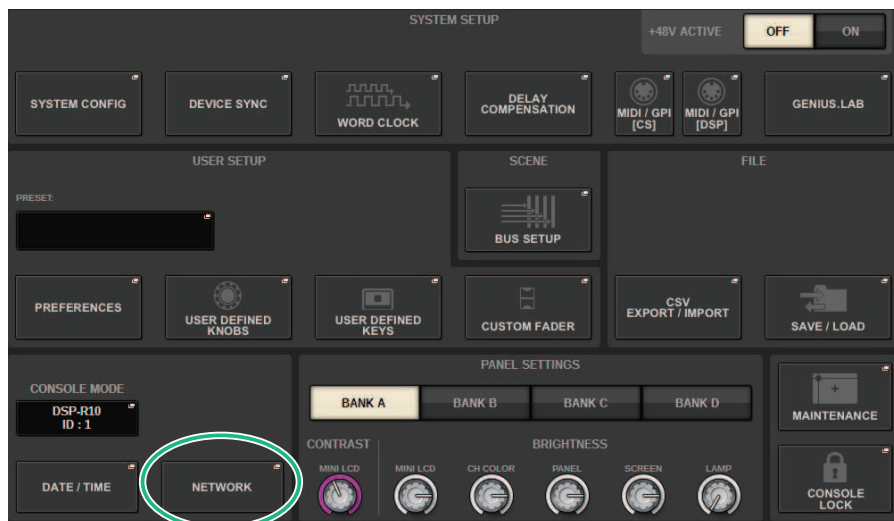 SYSTEM SETUP
+48V ACTIVE
OFF
ON
SYSTEM CONFIG
DEVICE SYNC
WORD CLOCK
DELAY
COMPENSATION
MIDI / GPI
[CS]
MIDI / GPI
[DSP]
GENIUS.LAB
USER SETUP
SCENE
FILE
PRESET:
BUS SETUP
PREFERENCES
USER DEFINED
KNOBS
USER DEFINED
KEYS
CUSTOM FADER
CSV
EXPORT / IMPORT
SAVE / LOAD
CONSOLE MODE
DSP-R10
ID : 1
DATE / TIME
NETWORK
PANEL SETTINGS
BANK A
BANK B
BANK C
BANK D
CONTRAST
BRIGHTNESS
MINI LCD
MINI LCD
CH COLOR
PANEL
SCREEN
LAMP
MAINTENANCE
CONSOLE
LOCK